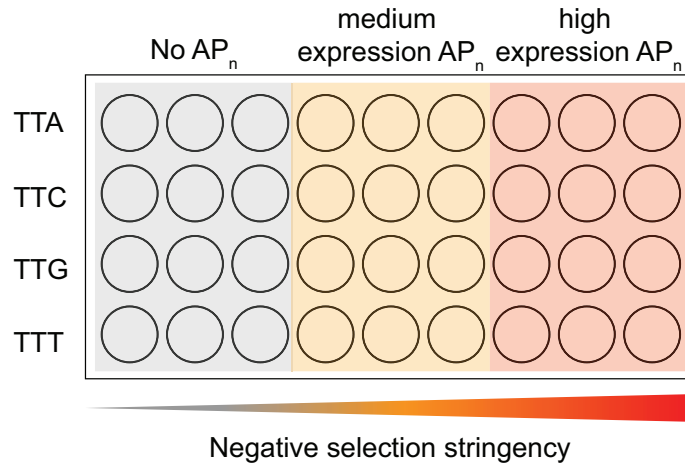 No APn
medium
expression APn
high
expression APn
TTA
TTC
TTG
TTT
Negative selection stringency